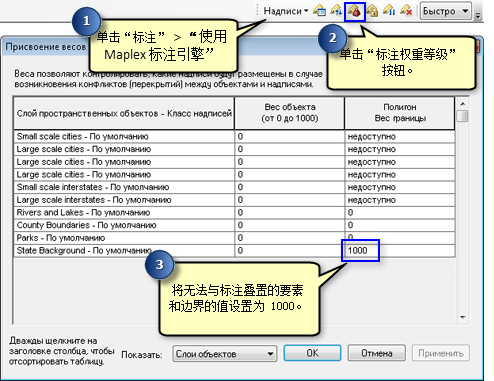 1
单击“标注” > “使用
Maplex 标注引擎”
Надписи
Быстро
2
单击“标注权重等级”
按钮。
Присвоение весов
Веса позволяют контролировать, какие надписи будут размещены в случае
возникновения конфликтов (перекрытий) между объектами и надписями.
Слой пространственных объектов - Класс надписей
Вес объекта
(от 0 до 1000)
Полигон
Вес границы
Small scale cities - По умолчанию 0 недоступно
Large scale cities - По умолчанию 0 недоступно
Large scale cities - По умолчанию 0 недоступно
Large scale cities - По умолчанию 0 недоступно
Small scale interstates - По умолчанию 0 недоступно
Large scale interstates - По умолчанию 0 недоступно
Rivers and Lakes - По умолчанию 0 0
County Boundaries - По умолчанию 0 0
Parks - По умолчанию 0 0
State Background - По умолчанию 0 1000
3
将无法与标注叠置的要素
和边界的值设置为 1000。
Дважды щелкните на
заголовке столбца, чтобы
отсортировать таблицу.
Показать:
Слои объектов
OK
Отмена
Применить